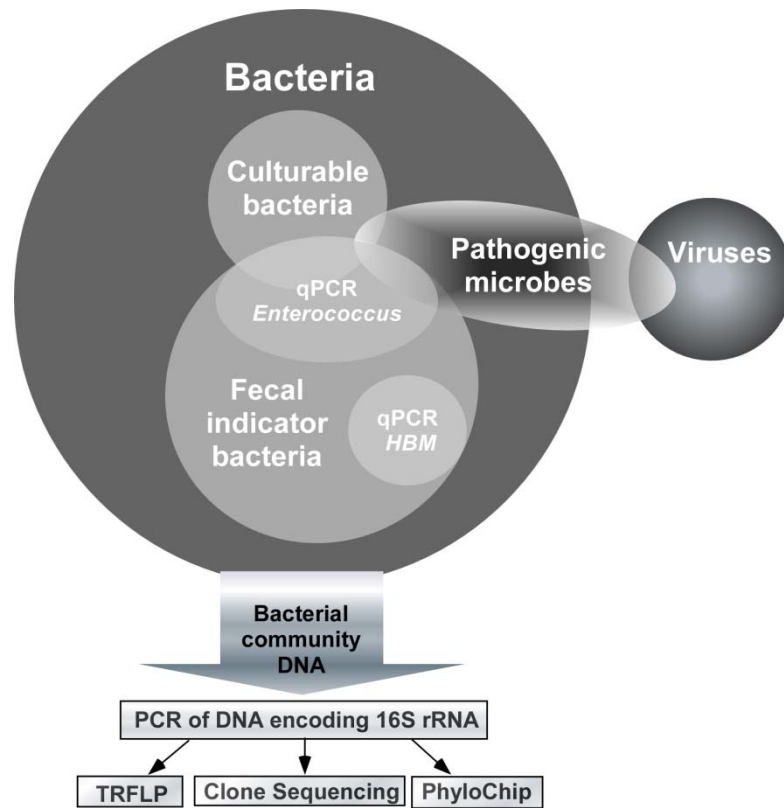 Bacteria
Culturable
bacteria
Pathogenic
microbes
Viruses
qPCR
Enterococcus
Fecal
indicator
bacteria
qPCR
HBM
Bacterial
community
DNA
PCR of DNA encoding 16S rRNA
TRFLP
Clone Sequencing
PhyloChip